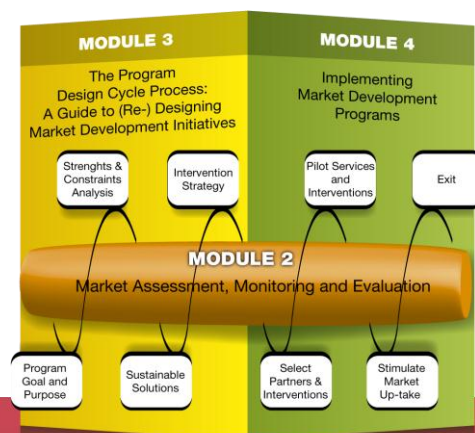 MODULE 3
The Program
Design Cycle Process:
A Guide to (Re-) Designing
Market Development Initiatives
MODULE 4
Implementing
Market Development
Programs
Strenghts &
Constraints
Analysis
Intervention
Strategy
Pilot Services
and
Interventions
Exit
MODULE 2
Market Assessment, Monitoring and Evaluation
Program
Goal and
Purpose
Sustainable
Solutions
Select
Partners &
Interventions
Stimulate
Market
Up-take